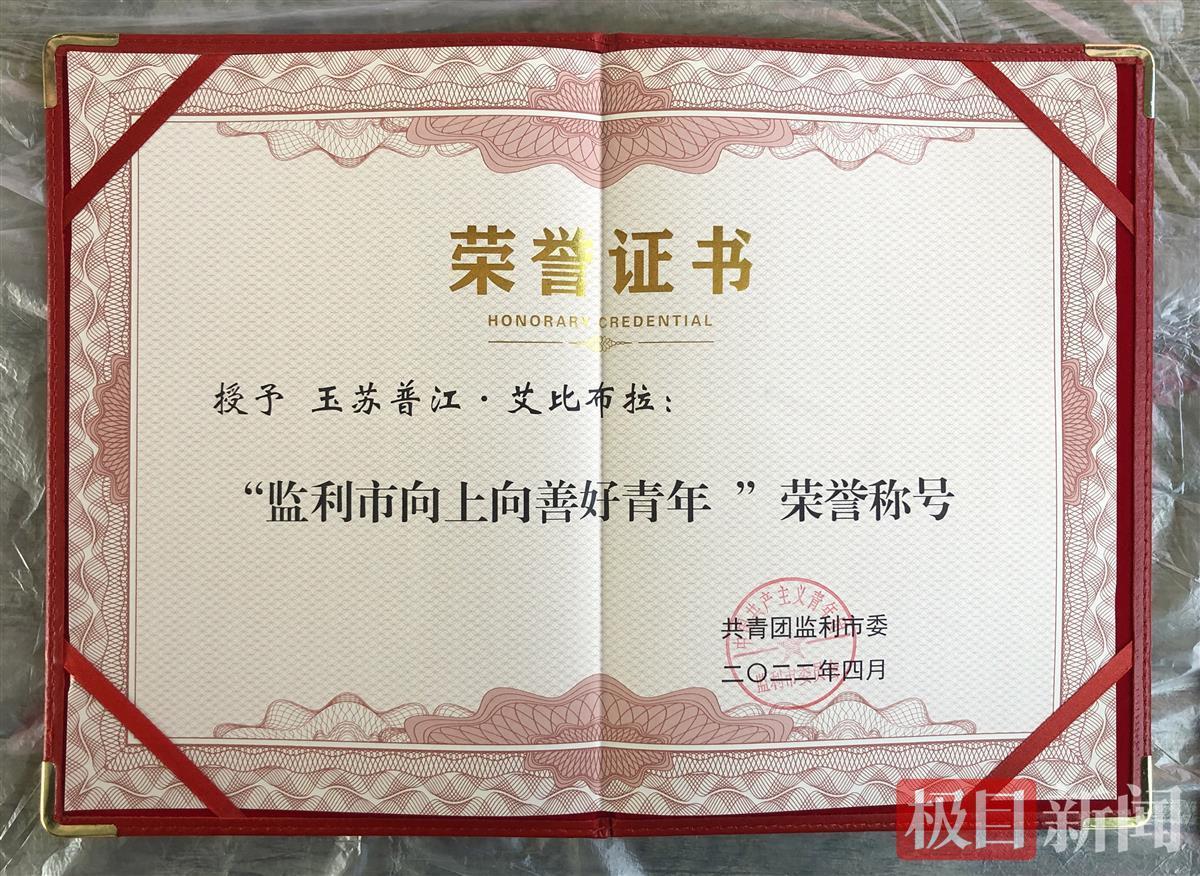 荣誉证书
HONORARY CREDENTIAL
授予 玉苏普江·艾比布拉：
“监利市向上向善好青年 ”荣誉称号
共青团监利市委
二〇二二年四月
极目新闻